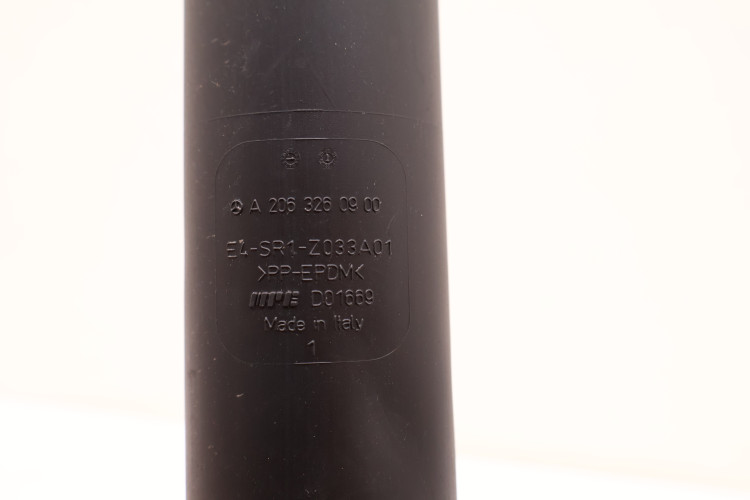 A 206 326 09 00
E4-SR1-Z033A01
>PP-EPDM<
D01669
Made in Italy
1